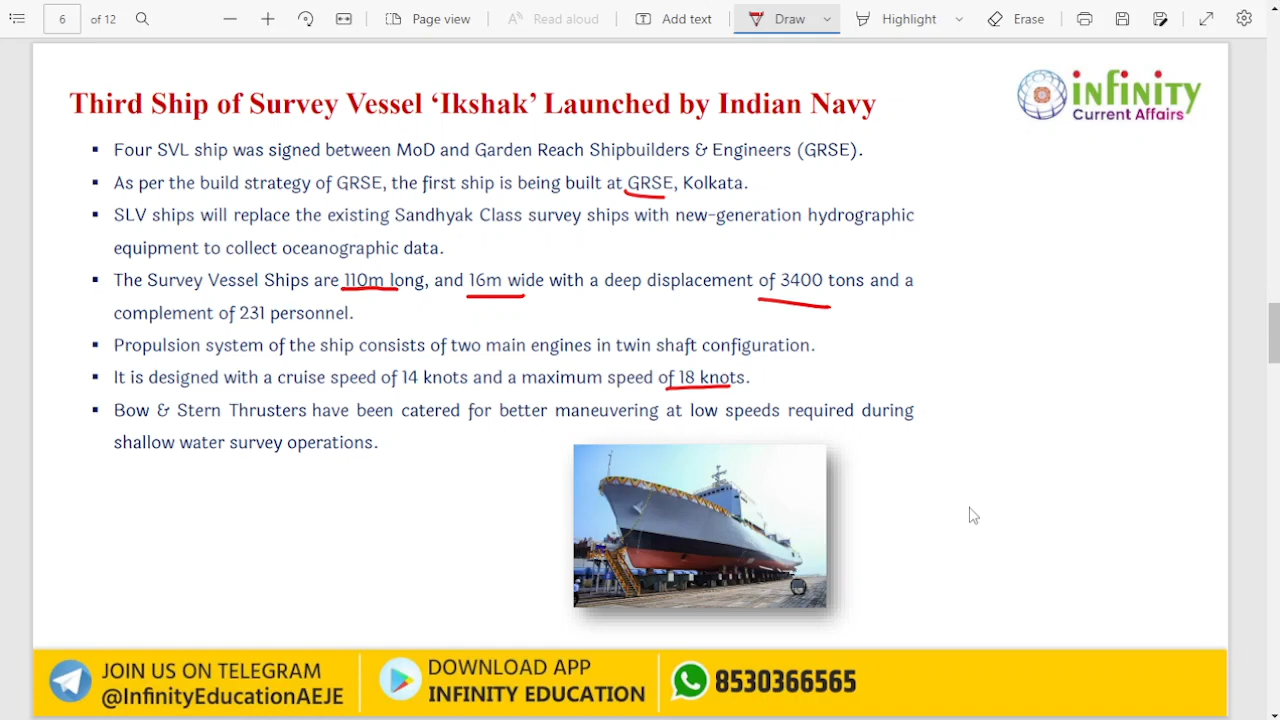 6 of 12 Page view Read aloud Add text Draw Highlight Erase
Third Ship of Survey Vessel ‘Ikshak’ Launched by Indian Navy
infinity
Current Affairs
▪ Four SVL ship was signed between MoD and Garden Reach Shipbuilders & Engineers (GRSE).
▪ As per the build strategy of GRSE, the first ship is being built at GRSE, Kolkata.
▪ SLV ships will replace the existing Sandhyak Class survey ships with new-generation hydrographic
equipment to collect oceanographic data.
▪ The Survey Vessel Ships are 110m long, and 16m wide with a deep displacement of 3400 tons and a
complement of 231 personnel.
▪ Propulsion system of the ship consists of two main engines in twin shaft configuration.
▪ It is designed with a cruise speed of 14 knots and a maximum speed of 18 knots.
▪ Bow & Stern Thrusters have been catered for better maneuvering at low speeds required during
shallow water survey operations.
JOIN US ON TELEGRAM
@InfinityEducationAEJE
DOWNLOAD APP
INFINITY EDUCATION
8530366565